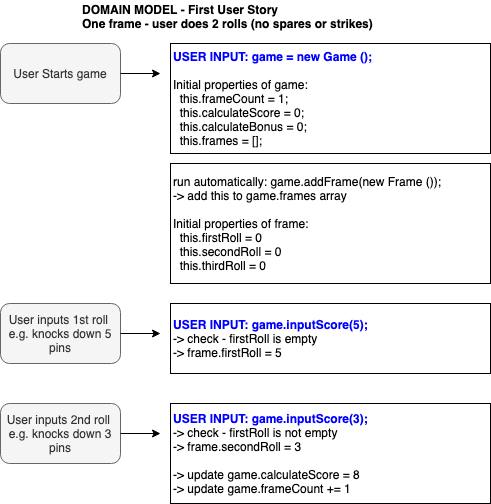 DOMAIN MODEL - First User Story
One frame - user does 2 rolls (no spares or strikes)
User Starts game
USER INPUT: game = new Game ();
Initial properties of game:
this.frameCount = 1;
this.calculateScore = 0;
this.calculateBonus = 0;
this.frames = [];
run automatically: game.addFrame(new Frame ());
-> add this to game.frames array
Initial properties of frame:
this.firstRoll = 0
this.secondRoll = 0
this.thirdRoll = 0
User inputs 1st roll
e.g. knocks down 5
pins
USER INPUT: game.inputScore(5);
-> check - firstRoll is empty
-> frame.firstRoll = 5
User inputs 2nd roll
e.g. knocks down 3
pins
USER INPUT: game.inputScore(3);
-> check - firstRoll is not empty
-> frame.secondRoll = 3
-> update game.calculateScore = 8
-> update game.frameCount += 1